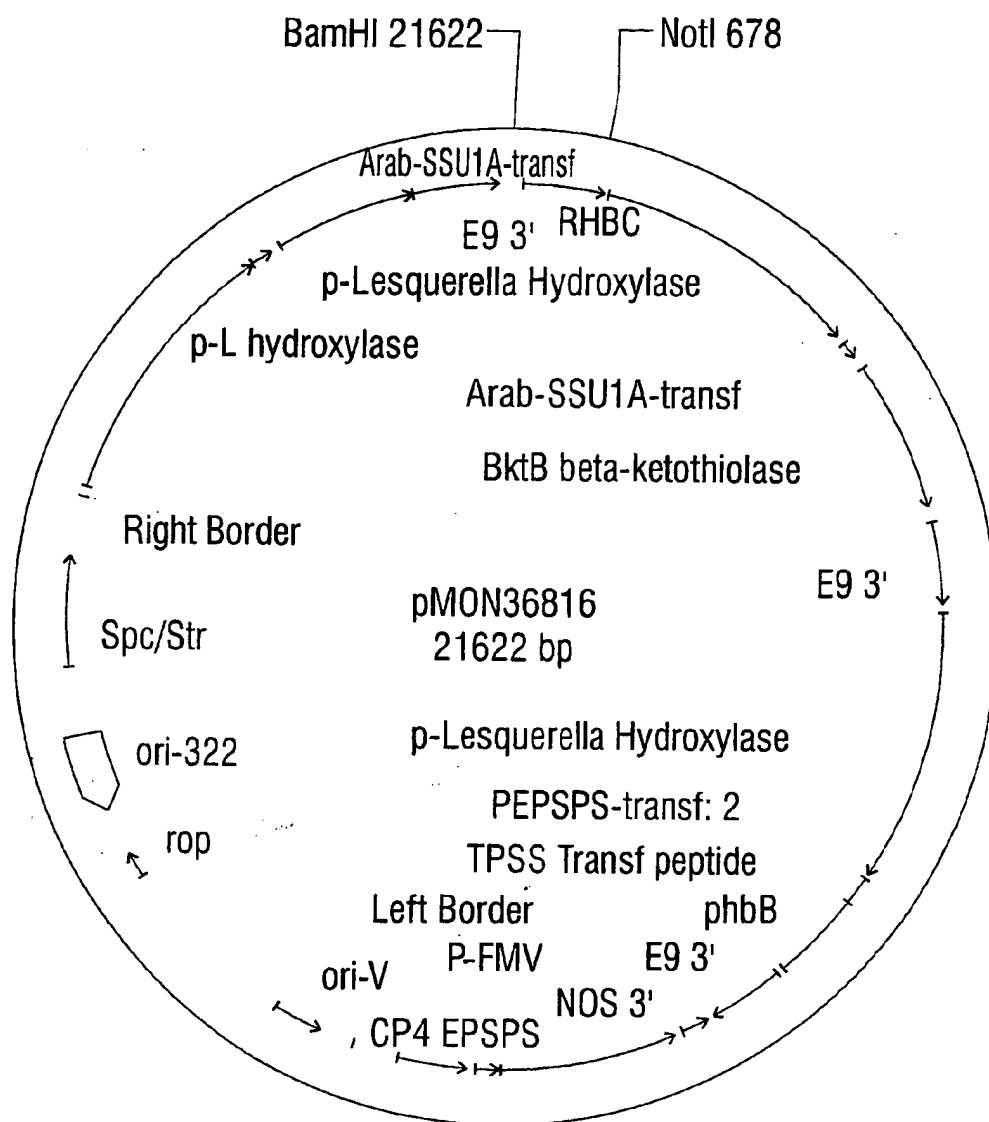 BamHI 21622
NotI 678
Arab-SSU1A-transf
E9 3'
RHBC
p-Lesquerella Hydroxylase
p-L hydroxylase
Arab-SSU1A-transf
BktB beta-ketothiolase
Right Border
E9 3'
pMON36816
21622 bp
Spc/Str
p-Lesquerella Hydroxylase
ori-322
PEPSPS-transf: 2
rop
TPSS Transf peptide
Left Border
phbB
P-FMV
E9 3'
ori-V
NOS 3'
CP4 EPSPS